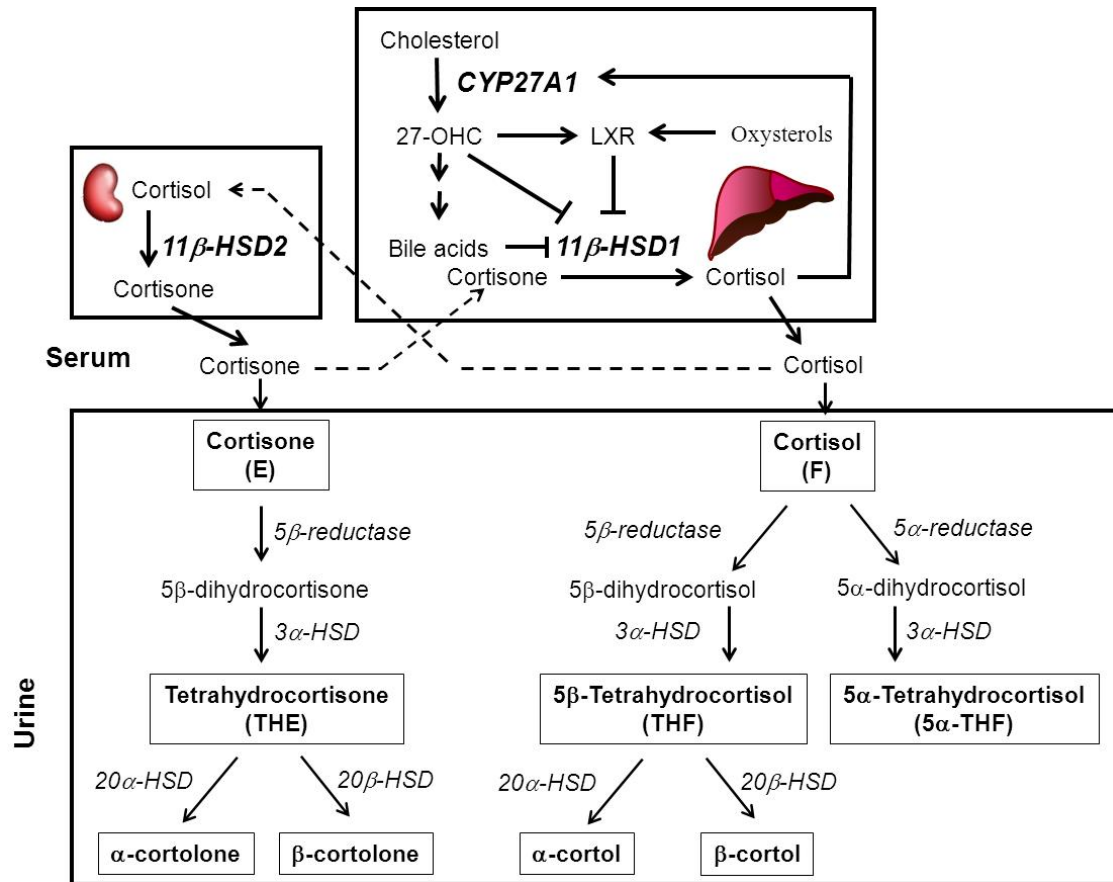 Cholesterol
CYP27A1
27-OHC
LXR
Oxysterols
Cortisol
11β-HSD2
Cortisone
Bile acids
11β-HSD1
Cortisone
Cortisol
Serum
Cortisone
Cortisol
Urine
Cortisone
(E)
Cortisol
(F)
5β-reductase
5β-reductase
5α-reductase
5β-dihydrocortisone
5β-dihydrocortisol
5α-dihydrocortisol
3α-HSD
3α-HSD
3α-HSD
Tetrahydrocortisone
(THE)
5β-Tetrahydrocortisol
(THF)
5α-Tetrahydrocortisol
(5α-THF)
20α-HSD
20β-HSD
20α-HSD
20β-HSD
α-cortolone
β-cortolone
α-cortol
β-cortol